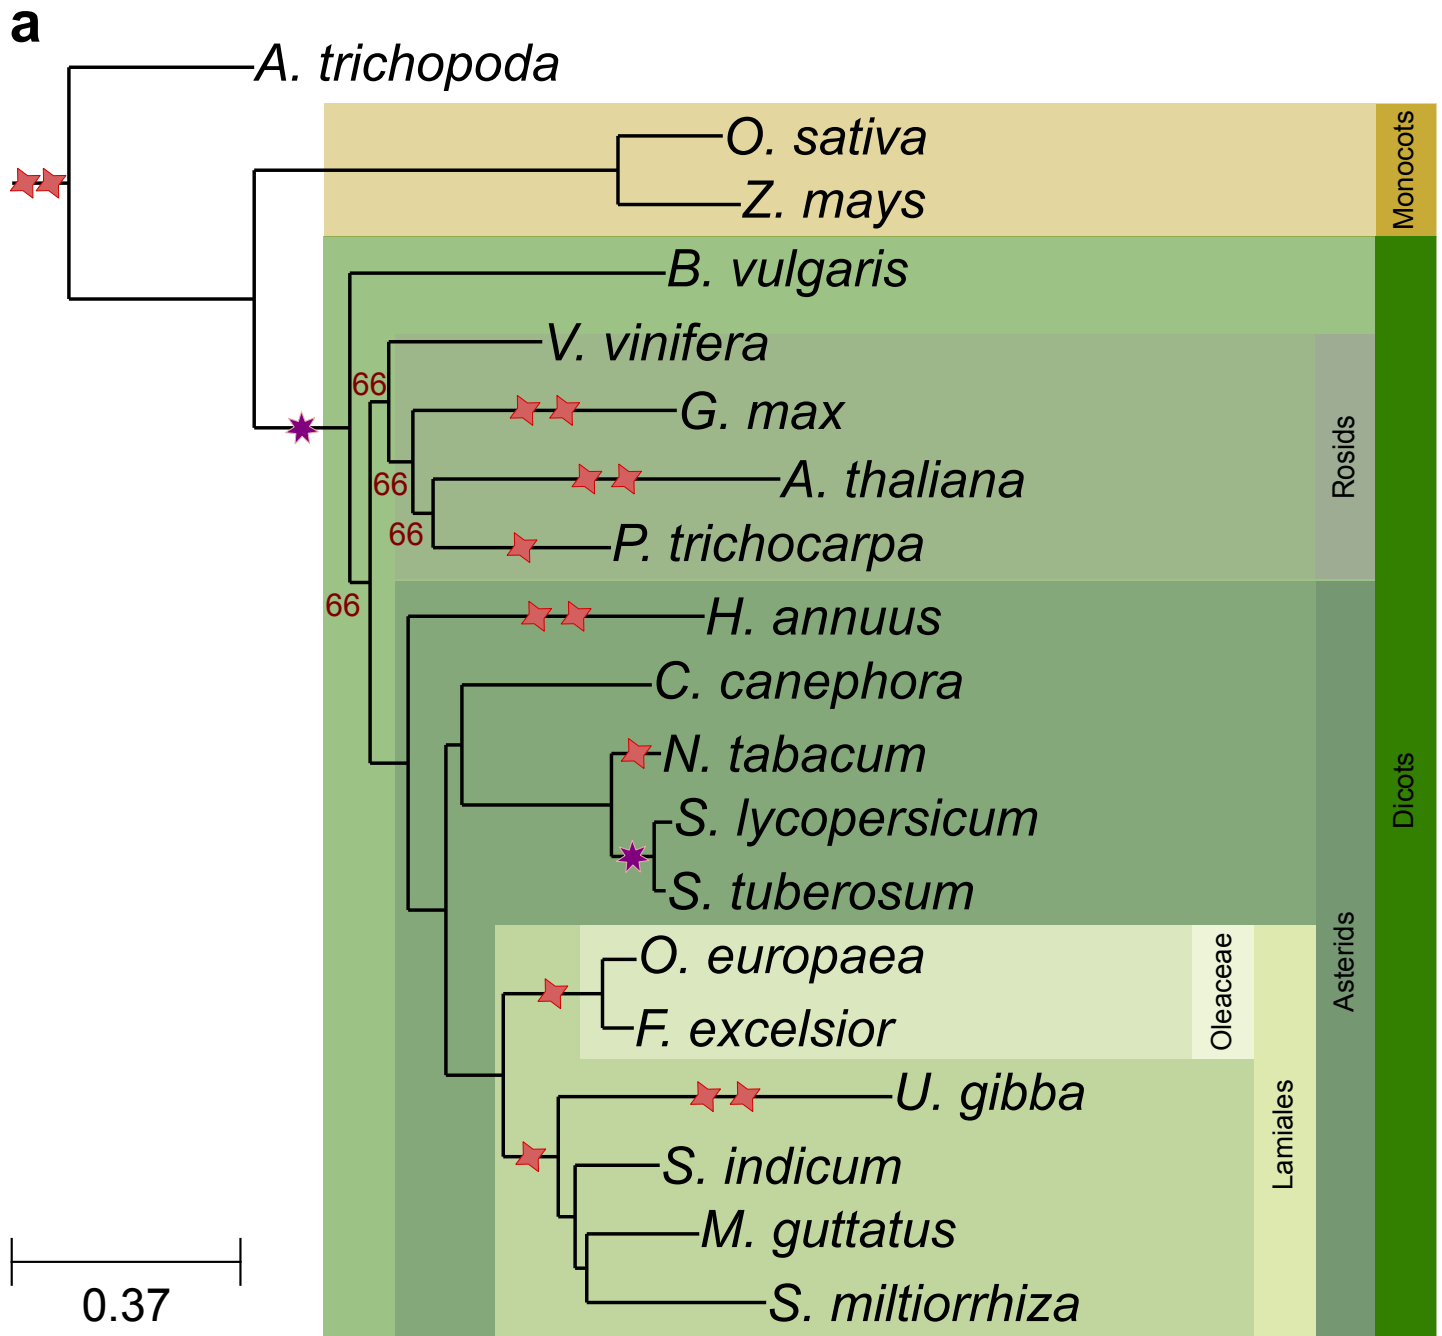 a
A. trichopoda
O. sativa
Z. mays
Monocots
B. vulgaris
V. vinifera
66
G. max
Rosids
66
A. thaliana
66
P. trichocarpa
66
H. annuus
C. canephora
N. tabacum
Dicots
S. lycopersicum
S. tuberosum
O. europaea
Oleaceae
Asterids
F. excelsior
U. gibba
Lamiales
S. indicum
M. guttatus
S. miltiorrhiza
0.37